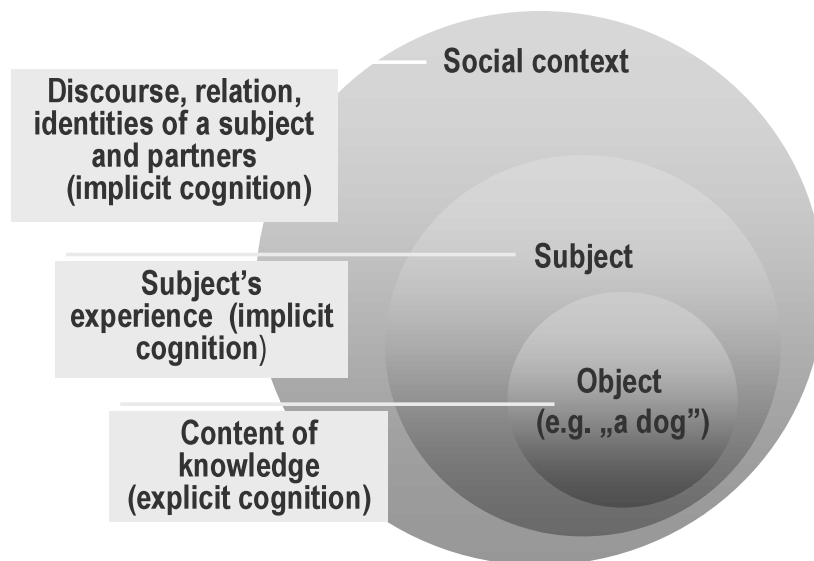 Social context
Discourse, relation,
identities of a subject
and partners
(implicit cognition)
Subject
Subject’s
experience (implicit
cognition)
Object
(e.g. „a dog”)
Content of
knowledge
(explicit cognition)